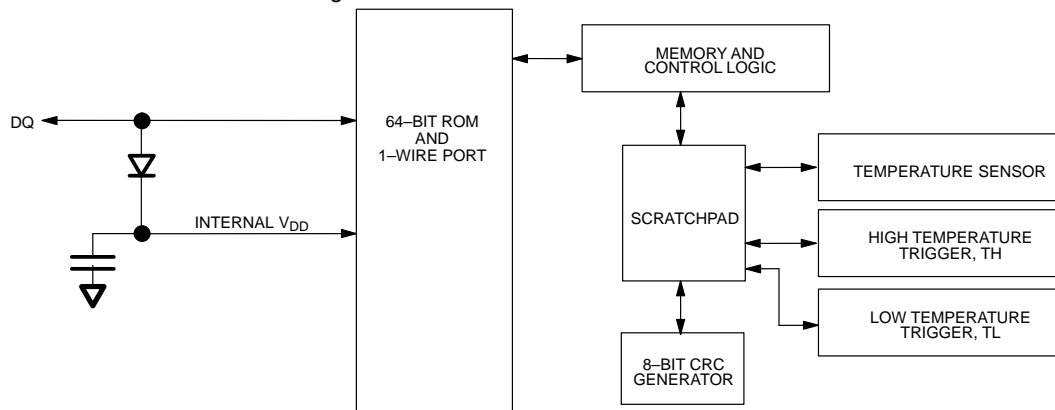 MEMORY AND
CONTROL LOGIC
DQ
64–BIT ROM
AND
1–WIRE PORT
TEMPERATURE SENSOR
INTERNAL VDD
SCRATCHPAD
HIGH TEMPERATURE
TRIGGER, TH
LOW TEMPERATURE
TRIGGER, TL
8–BIT CRC
GENERATOR